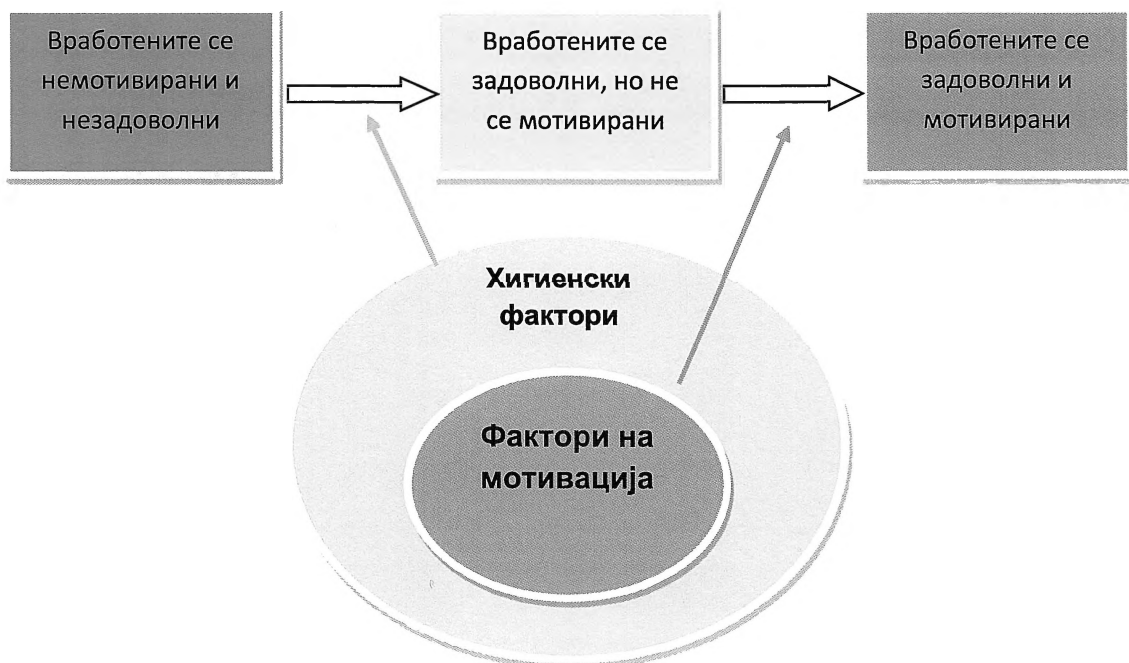 Вработените се
немотивирани и
незадоволни
Вработените се
задоволни, но не
се мотивирани
Вработените се
задоволни и
мотивирани
Хигиенски
фактори
Фактори на
мотивација